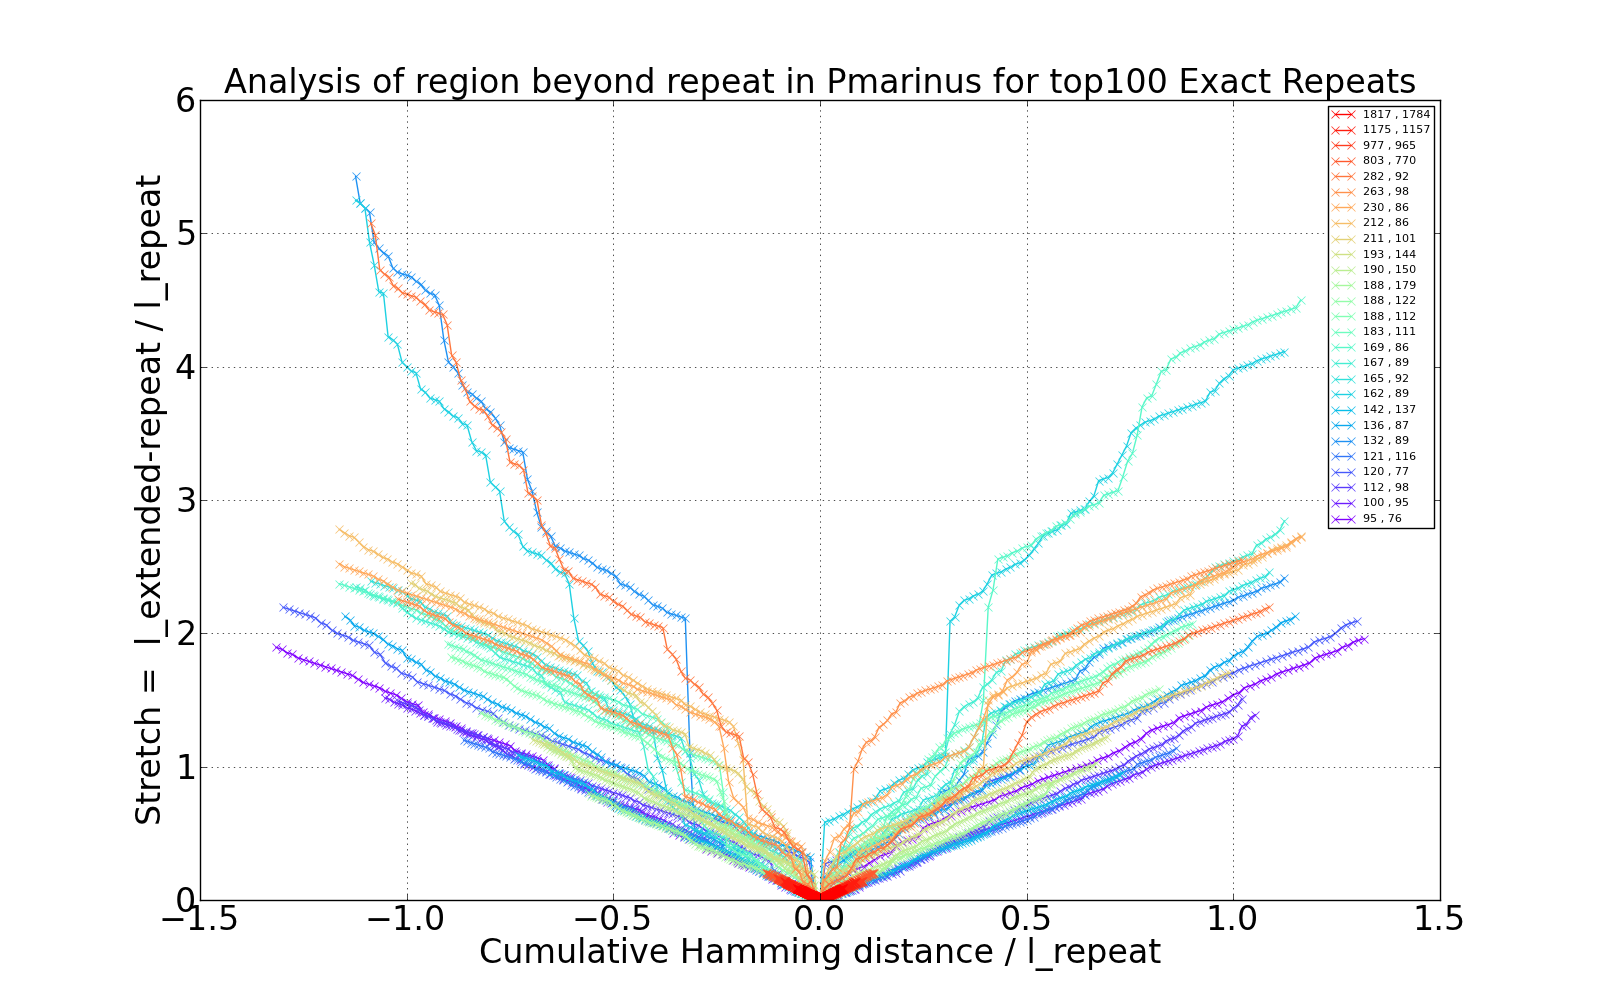 Analysis of region beyond repeat in Pmarinus for top100 Exact Repeats
6
5
4
3
2
1
0
Stretch = l_extended-repeat / l_repeat
1817 , 1784
1175 , 1157
977 , 965
803 , 770
282 , 92
263 , 98
230 , 86
212 , 86
211 , 101
193 , 144
190 , 150
188 , 179
188 , 122
188 , 112
183 , 111
169 , 86
167 , 89
165 , 92
162 , 89
142 , 137
136 , 87
132 , 89
121 , 116
120 , 77
112 , 98
100 , 95
95 , 76
−1.5 −1.0 −0.5 0.0 0.5 1.0 1.5
Cumulative Hamming distance / l_repeat